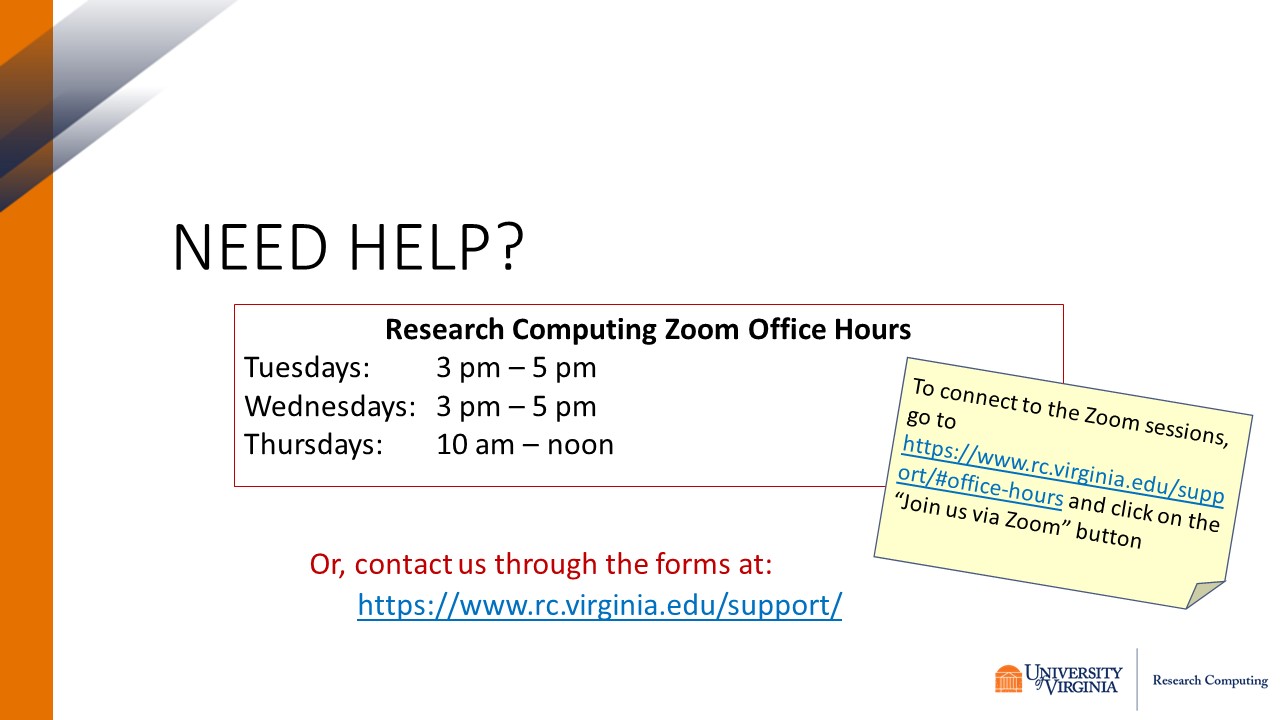 NEED HELP?
Research Computing Zoom Office Hours
Tuesdays: 3 pm – 5 pm
Wednesdays: 3 pm – 5 pm
Thursdays: 10 am – noon
To connect to the Zoom sessions,
go to
https://www.rc.virginia.edu/supp
ort/#office-hours and click on the
“Join us via Zoom” button
Or, contact us through the forms at:
https://www.rc.virginia.edu/support/
UNIVERSITY
of VIRGINIA
Research Computing